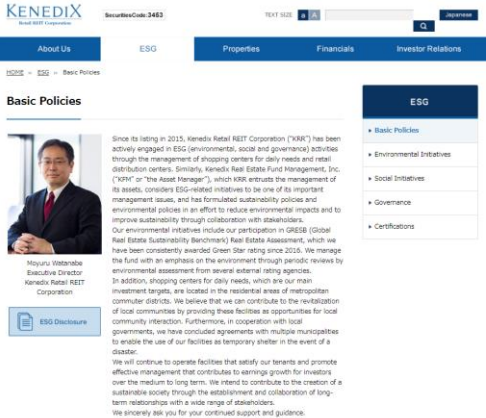 KENEDIX
Retail REIT Corporation
SecuritiesCode:3453
TEXT SIZE
a A
Japanese
About Us
ESG
Properties
Financials
Investor Relations
HOME » ESG » Basic Policies
Basic Policies
Moyuru Watanabe
Executive Director
Kenedix Retail REIT
Corporation
ESG Disclosure
Since its listing in 2015, Kenedix Retail REIT Corporation ("KRR") has been
actively engaged in ESG (environmental, social and governance) activities
through the management of shopping centers for daily needs and retail
distribution centers. Similarly, Kenedix Real Estate Fund Management, Inc.
("KFM" or "the Asset Manager"), which KRR entrusts the management of
its assets, considers ESG-related initiatives to be one of its important
management issues, and has formulated sustainability policies and
environmental policies in an effort to reduce environmental impacts and to
improve sustainability through collaboration with stakeholders.
Our environmental initiatives include our participation in GRESB (Global
Real Estate Sustainability Benchmark) Real Estate Assessment, which we
have been consistently awarded Green Star rating since 2016. We manage
the fund with an emphasis on the environment through periodic reviews by
environmental assessment from several external rating agencies.
In addition, shopping centers for daily needs, which are our main
investment targets, are located in the residential areas of metropolitan
commuter districts. We believe that we can contribute to the revitalization
of local communities by providing these facilities as opportunities for local
community interaction. Furthermore, in cooperation with local
governments, we have concluded agreements with multiple municipalities
to enable the use of our facilities as temporary shelter in the event of a
disaster.
We will continue to operate facilities that satisfy our tenants and promote
effective management that contributes to earnings growth for investors
over the medium to long term. We intend to contribute to the creation of a
sustainable society through the establishment and collaboration of long-
term relationships with a wide range of stakeholders.
We sincerely ask you for your continued support and guidance.
ESG
Basic Policies
Environmental Initiatives
Social Initiatives
Governance
Certifications